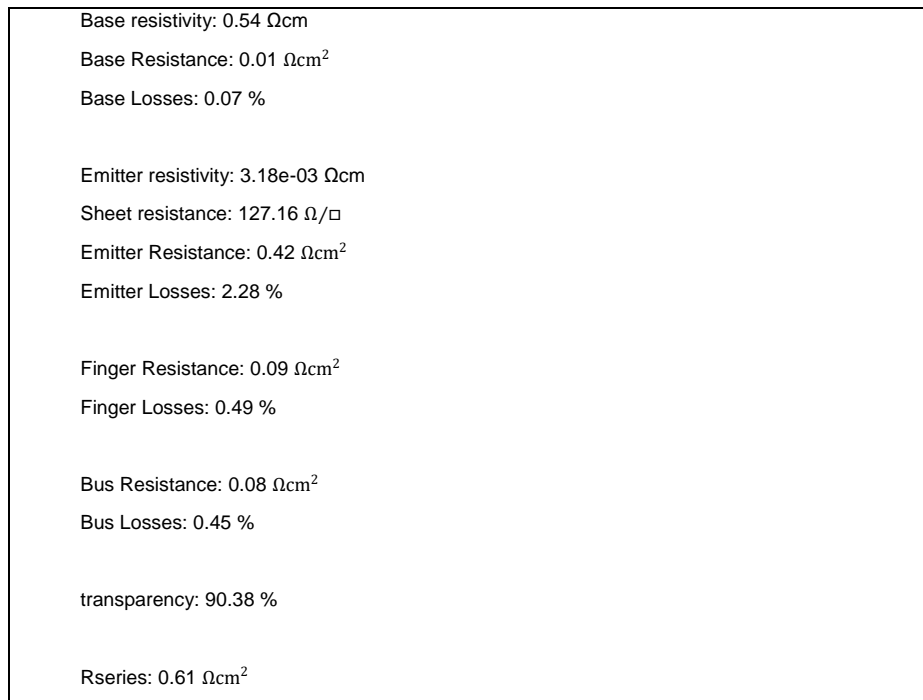 Base resistivity: 0.54 Ωcm
Base Resistance: 0.01 Ωcm²
Base Losses: 0.07 %
Emitter resistivity: 3.18e-03 Ωcm
Sheet resistance: 127.16 Ω/□
Emitter Resistance: 0.42 Ωcm²
Emitter Losses: 2.28 %
Finger Resistance: 0.09 Ωcm²
Finger Losses: 0.49 %
Bus Resistance: 0.08 Ωcm²
Bus Losses: 0.45 %
transparency: 90.38 %
Rseries: 0.61 Ωcm²